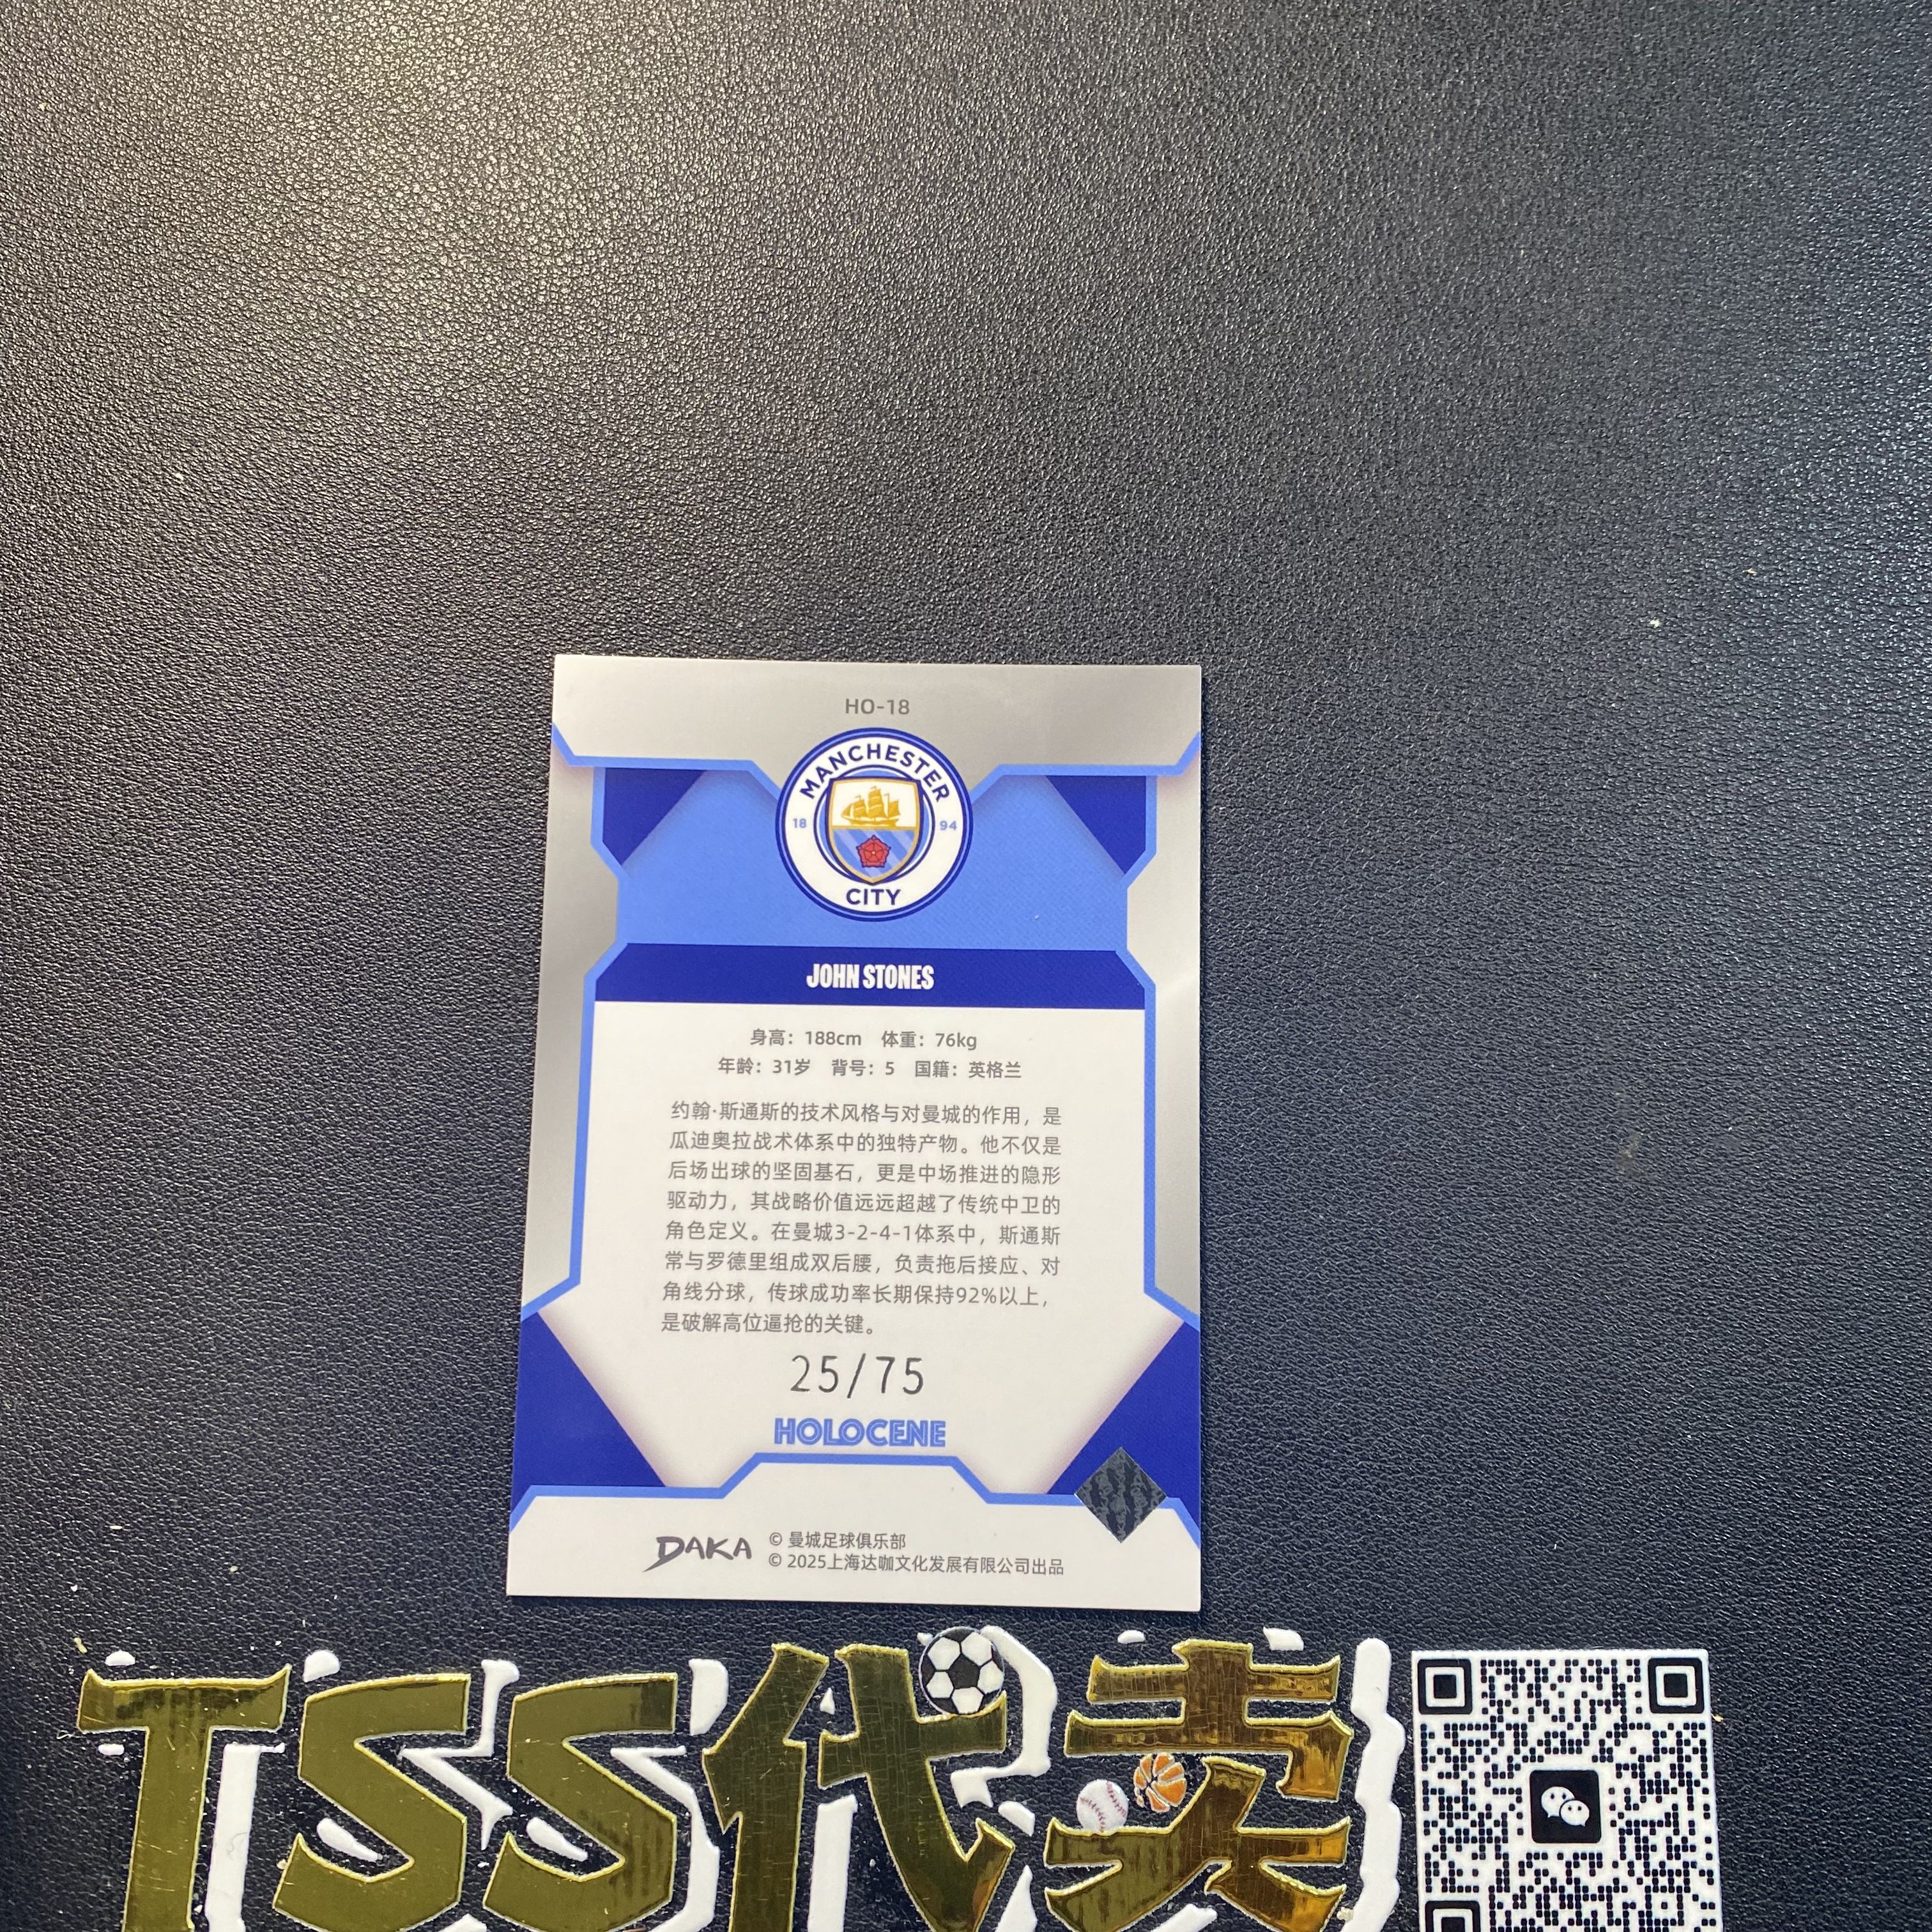 HO-18
MANCHESTER
18 94
CITY
JOHN STONES
身高：188cm 体重：76kg
年龄：31岁 背号：5 国籍：英格兰
约翰·斯通斯的技术风格与对曼城的作用，是
瓜迪奥拉战术体系中的独特产物。他不仅是
后场出球的坚固基石，更是中场推进的隐形
驱动力，其战略价值远远超越了传统中卫的
角色定义。在曼城3-2-4-1体系中，斯通斯
常与罗德里组成双后腰，负责拖后接应、对
角线分球，传球成功率长期保持92%以上，
是破解高位逼抢的关键。
25/75
HOLOCENE
DAKA
© 曼城足球俱乐部
© 2025上海达咖文化发展有限公司出品
TSS代卖